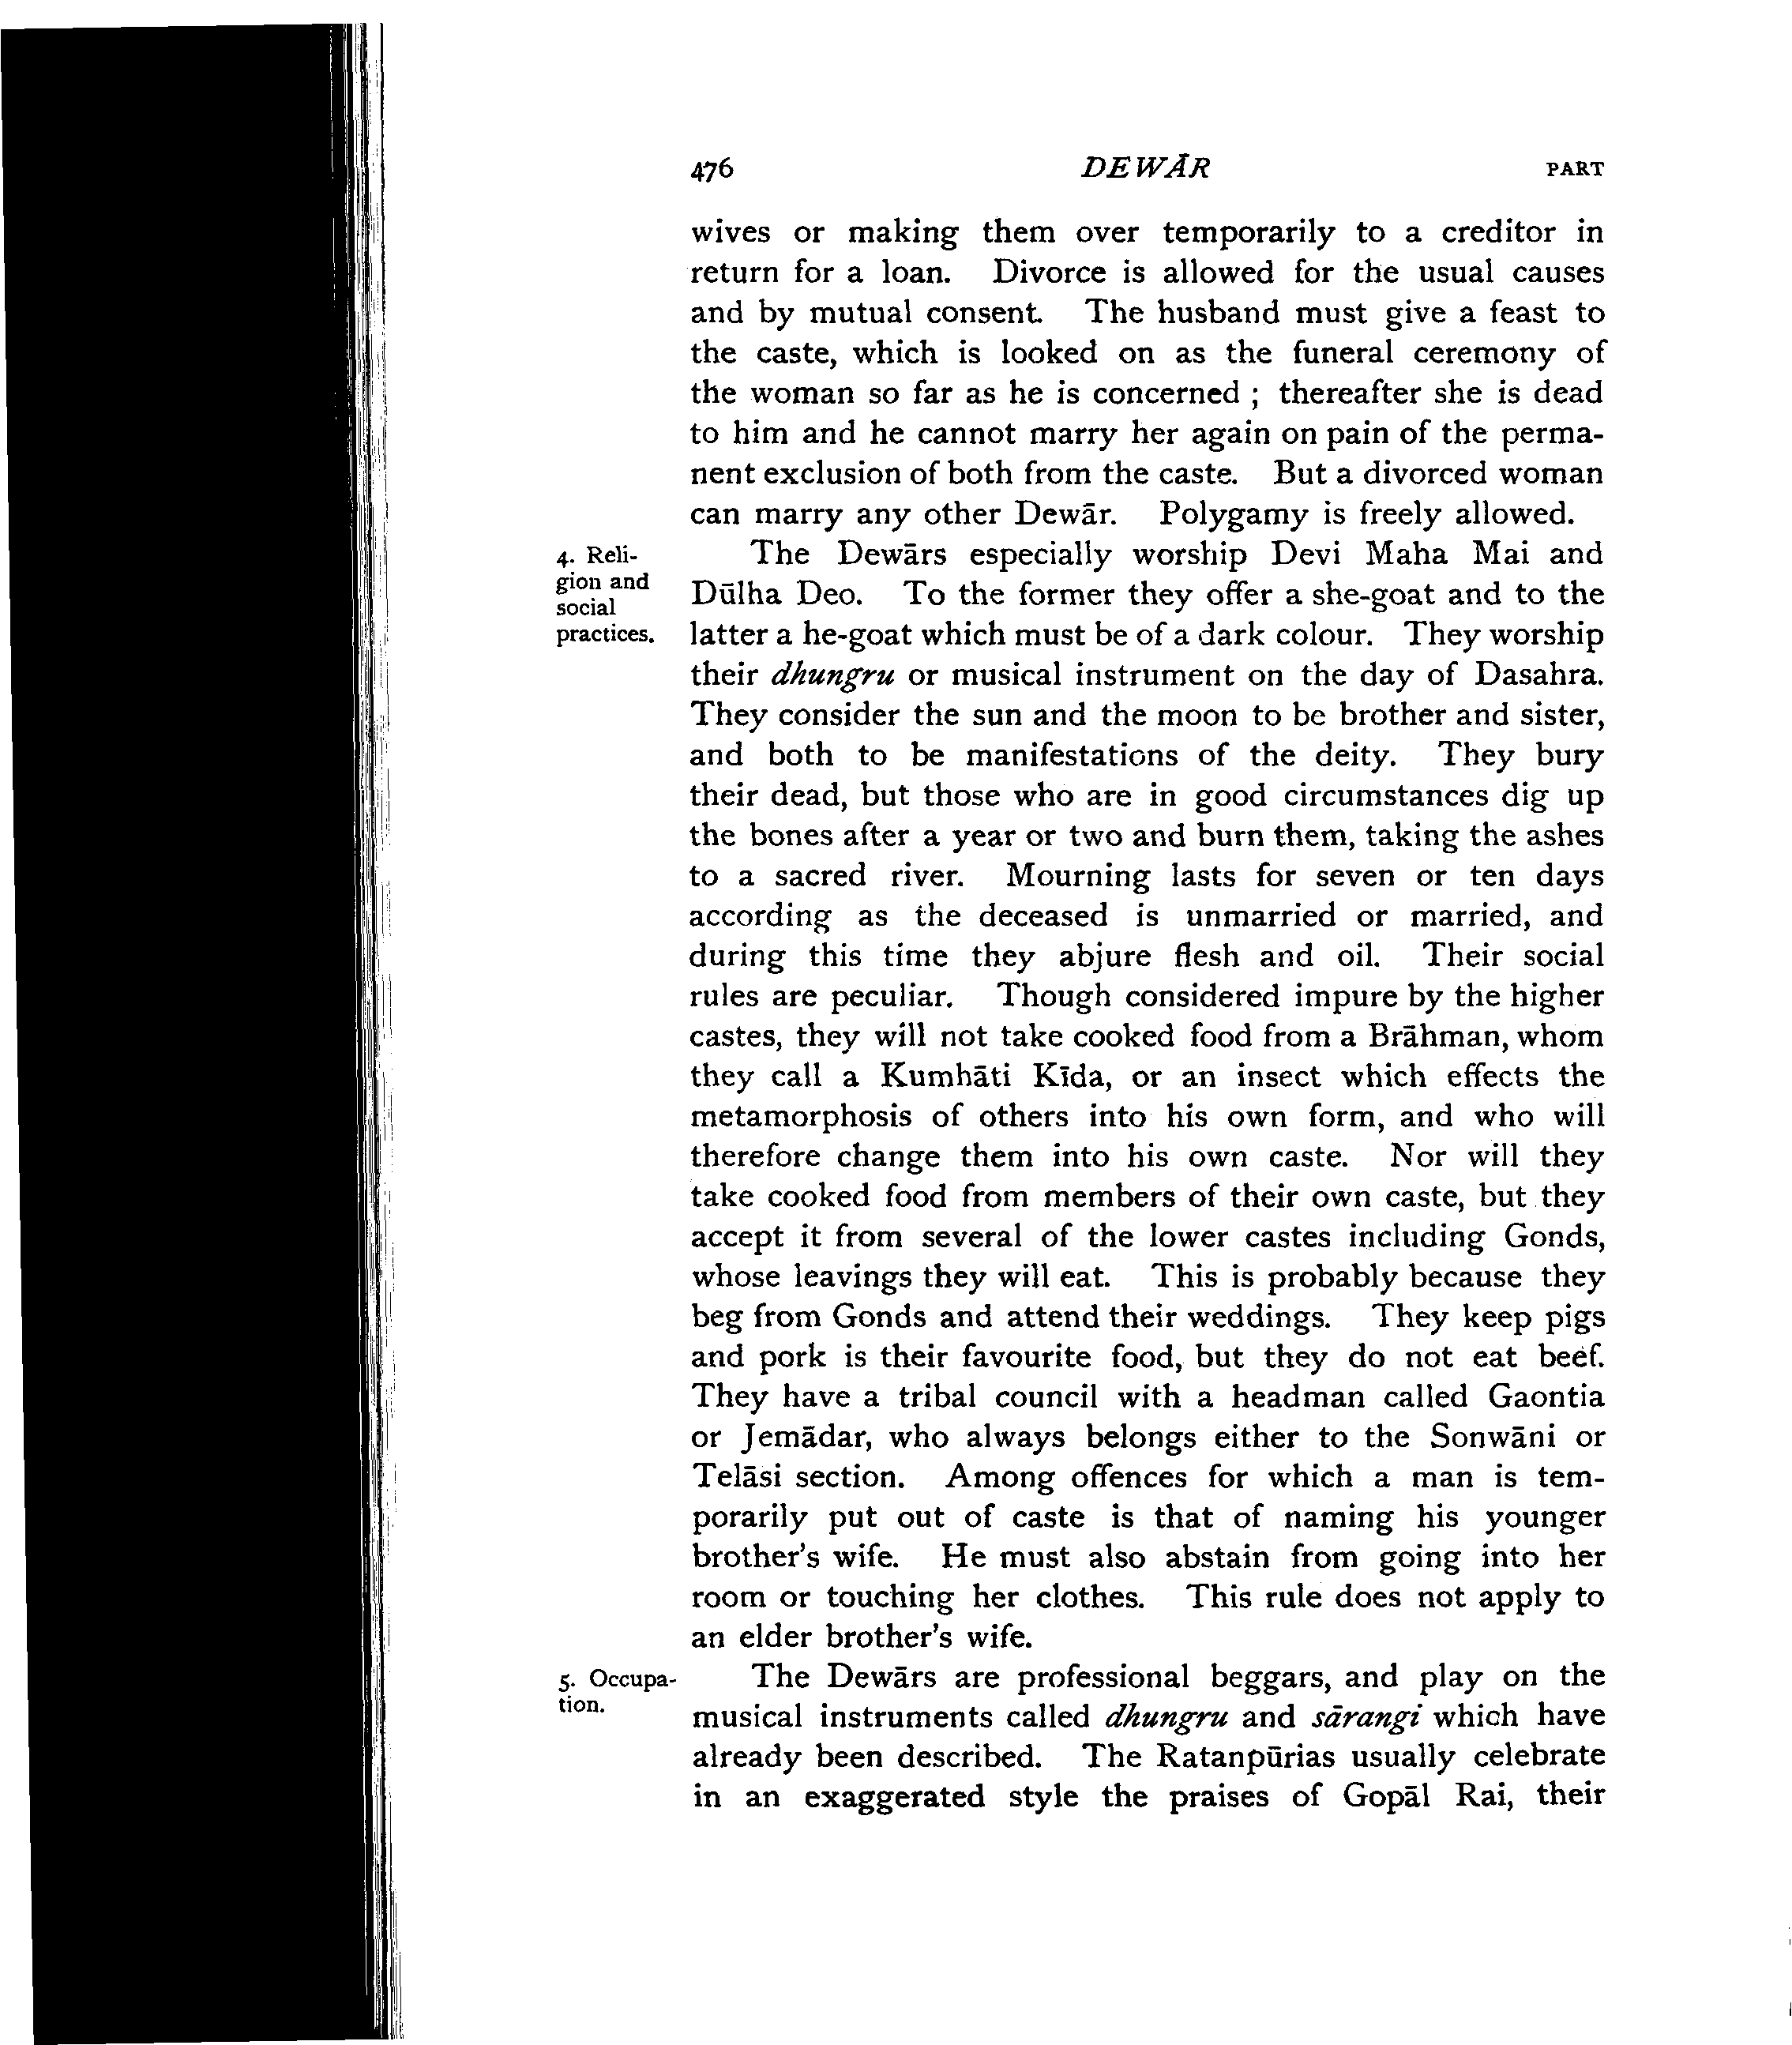 476 DEWĀR PART
wives or making them over temporarily to a creditor in
return for a loan. Divorce is allowed for the usual causes
and by mutual consent. The husband must give a feast to
the caste, which is looked on as the funeral ceremony of
the woman so far as he is concerned ; thereafter she is dead
to him and he cannot marry her again on pain of the perma-
nent exclusion of both from the caste. But a divorced woman
can marry any other Dewār. Polygamy is freely allowed.
4. Reli-
gion and
social
practices.
The Dewārs especially worship Devi Maha Mai and
Dūlha Deo. To the former they offer a she-goat and to the
latter a he-goat which must be of a dark colour. They worship
their dhungru or musical instrument on the day of Dasahra.
They consider the sun and the moon to be brother and sister,
and both to be manifestations of the deity. They bury
their dead, but those who are in good circumstances dig up
the bones after a year or two and burn them, taking the ashes
to a sacred river. Mourning lasts for seven or ten days
according as the deceased is unmarried or married, and
during this time they abjure flesh and oil. Their social
rules are peculiar. Though considered impure by the higher
castes, they will not take cooked food from a Brāhman, whom
they call a Kumhāti Kīda, or an insect which effects the
metamorphosis of others into his own form, and who will
therefore change them into his own caste. Nor will they
take cooked food from members of their own caste, but they
accept it from several of the lower castes including Gonds,
whose leavings they will eat. This is probably because they
beg from Gonds and attend their weddings. They keep pigs
and pork is their favourite food, but they do not eat beef.
They have a tribal council with a headman called Gaontia
or Jemādar, who always belongs either to the Sonwāni or
Telāsi section. Among offences for which a man is tem-
porarily put out of caste is that of naming his younger
brother's wife. He must also abstain from going into her
room or touching her clothes. This rule does not apply to
an elder brother's wife.
5. Occupa-
tion.
The Dewārs are professional beggars, and play on the
musical instruments called dhungru and sārangi which have
already been described. The Ratanpūrias usually celebrate
in an exaggerated style the praises of Gopāl Rai, their